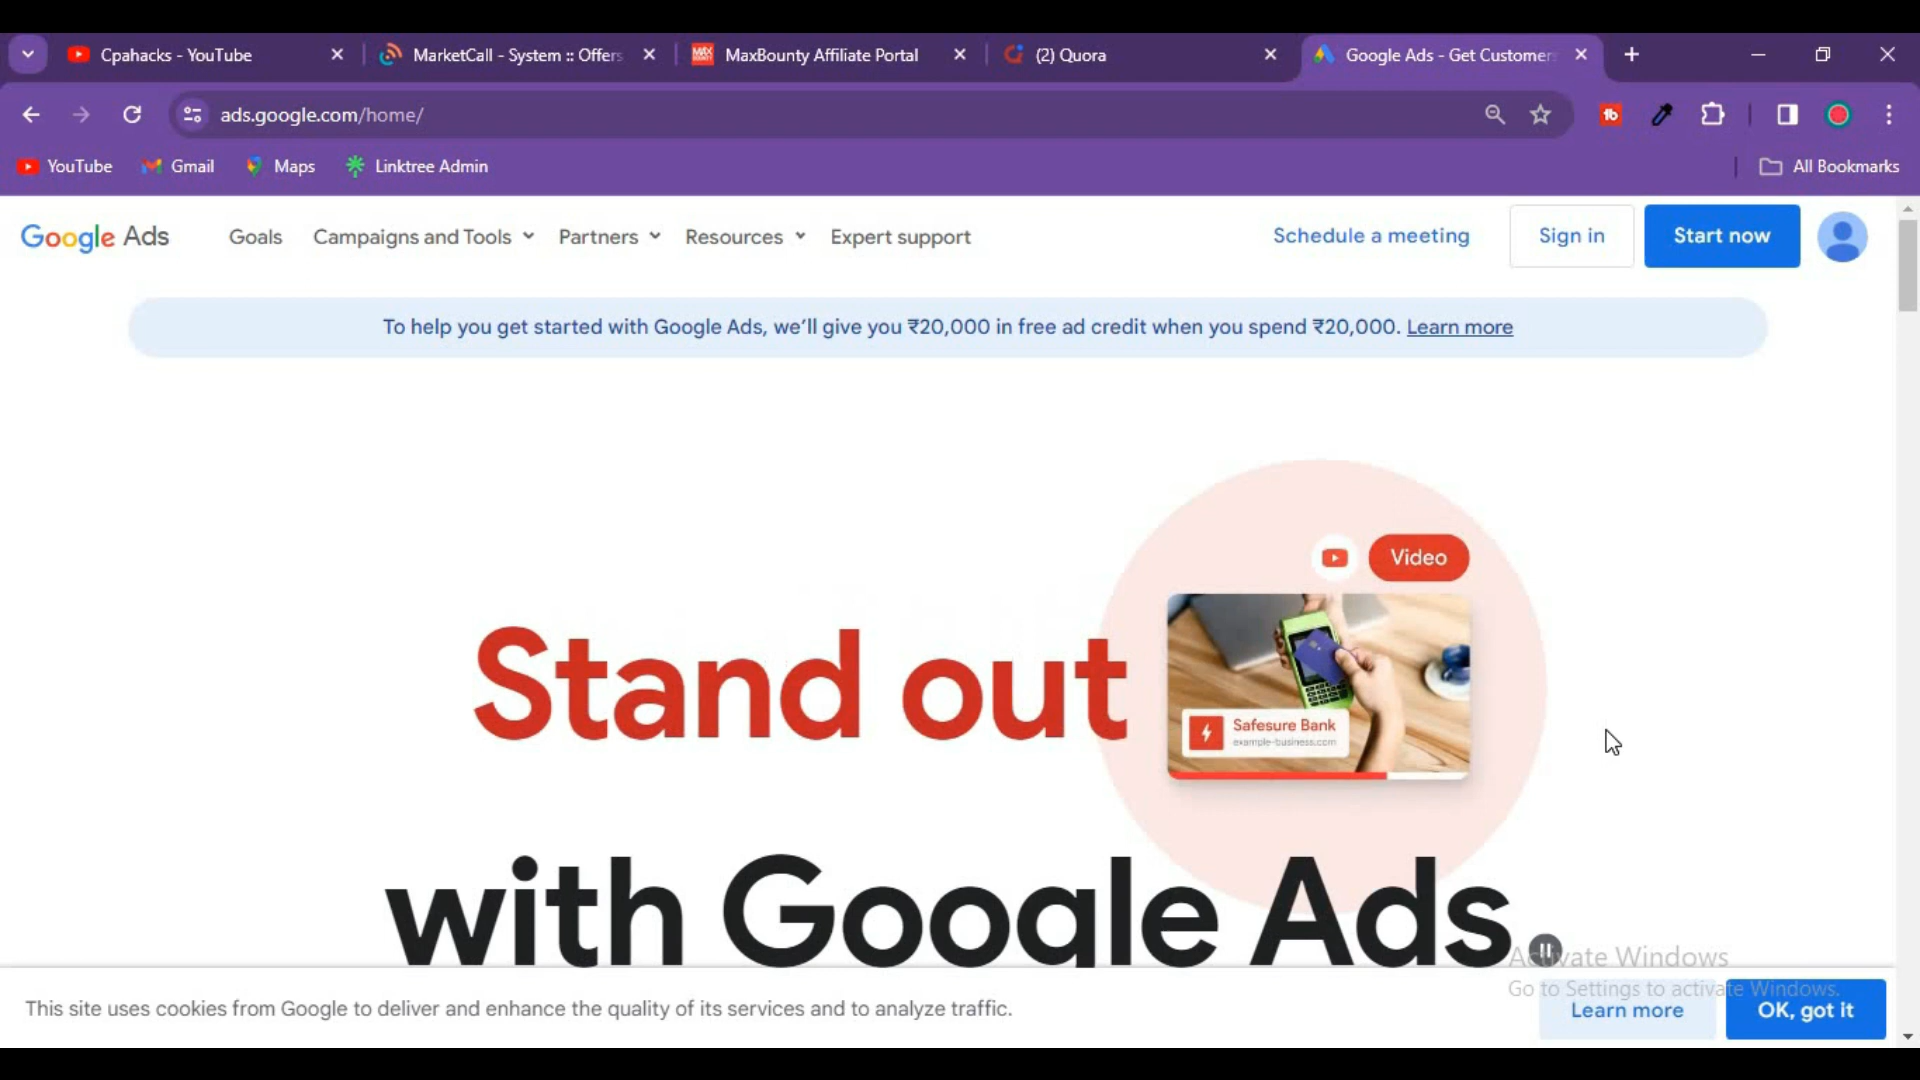 Cpahacks - YouTube
MarketCall - System :: Offers
MaxBounty Affiliate Portal
(2) Quora
Google Ads - Get Customer
ads.google.com/home/
YouTube
Gmail
Maps
Linktree Admin
All Bookmarks
Google Ads
Goals
Campaigns and Tools
Partners
Resources
Expert support
Schedule a meeting
Sign in
Start now
To help you get started with Google Ads, we'll give you ₹20,000 in free ad credit when you spend ₹20,000. Learn more
Video
Stand out
Safesure Bank
example-business.com
with Google Ads
Activate Windows
Go to Settings to activate Windows.
This site uses cookies from Google to deliver and enhance the quality of its services and to analyze traffic.
Learn more
OK, got it